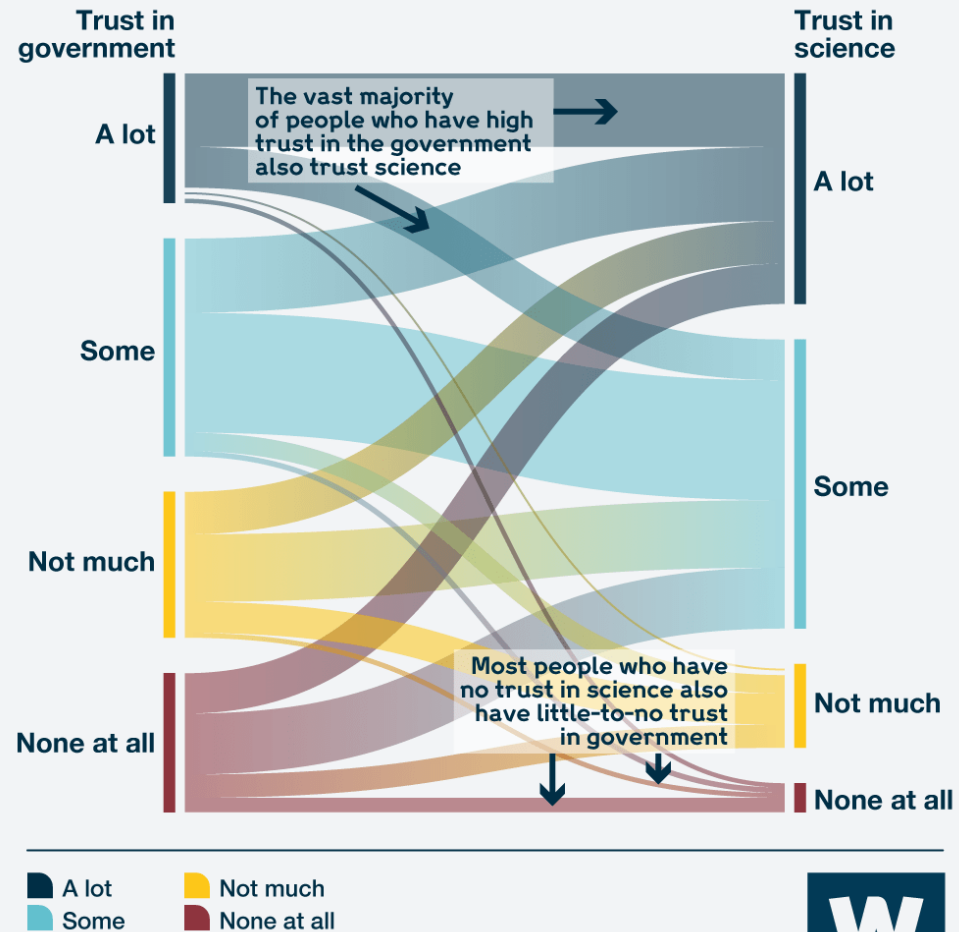 Trust in
government
Trust in
science
A lot
Some
Not much
None at all
The vast majority
of people who have high
trust in the government
also trust science
A lot
Some
Not much
None at all
Most people who have
no trust in science also
have little-to-no trust
in government
A lot
Some
Not much
None at all
W